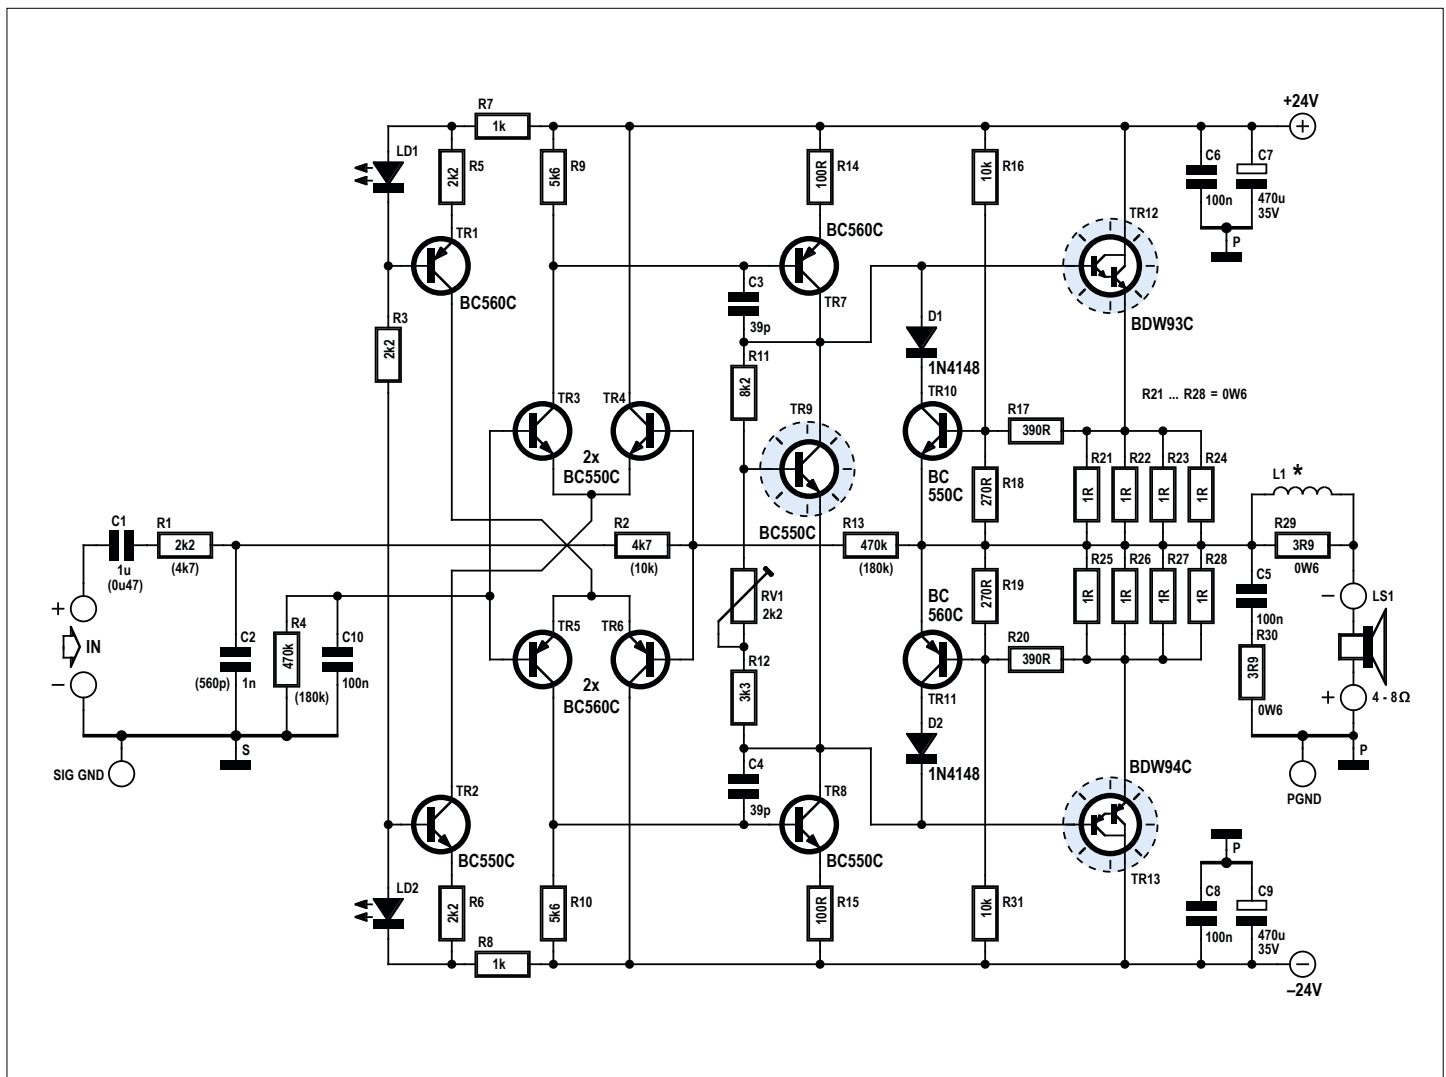 +24V
R7
1k
LD1
R5
2k2
R9
5k6
R14
100R
R16
10k
C6
100n
C7
470u
35V
P
TR1
BC560C
BC560C
TR7
TR12
BDW93C
R3
2k2
C3
39p
D1
1N4148
R11
8k2
TR3
TR4
2x
BC550C
TR9
BC550C
TR10
BC
550C
R17
390R
R21 ... R28 = 0W6
R18
270R
R21
1R
R22
1R
R23
1R
R24
1R
L1 *
C1
1u
(0u47)
R1
2k2
(4k7)
R2
4k7
(10k)
R13
470k
(180k)
R29
3R9
0W6
+
IN
–
R4
470k
(180k)
C2
(560p)
1n
C10
100n
S
SIG GND
TR5
TR6
2x
BC560C
RV1
2k2
R12
3k3
BC
560C
TR11
R19
270R
R20
390R
R25
1R
R26
1R
R27
1R
R28
1R
C5
100n
R30
3R9
0W6
–
LS1
+
4 - 8Ω
P
PGND
D2
1N4148
C4
39p
TR2
BC550C
TR8
BC550C
BDW94C
TR13
LD2
R6
2k2
R10
5k6
R15
100R
R31
10k
P
C8
100n
C9
470u
35V
R8
1k
–24V